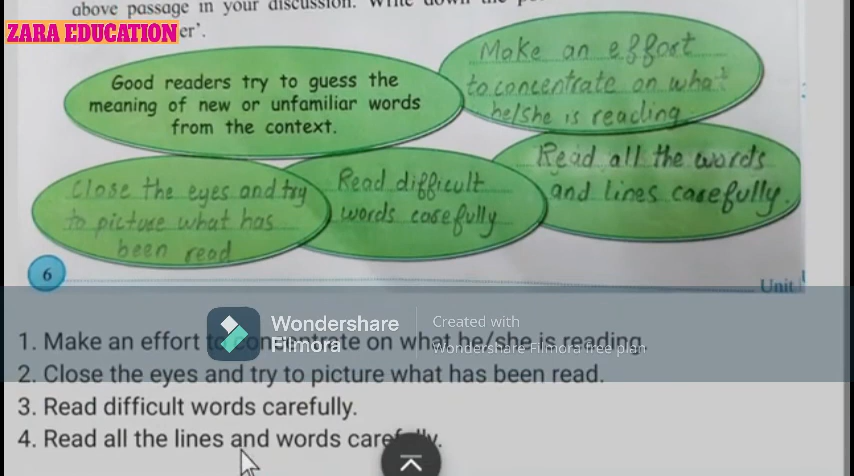 above passage in your discussion. Write down the
ZARA EDUCATION er'.
Good readers try to guess the
meaning of new or unfamiliar words
from the context.
Make an effort
to concentrate on what
he/she is reading
Close the eyes and try
to picture what has
been read
Read difficult
words carefully
Read all the words
and lines carefully.
6
Unit
Wondershare
Filmora
Created with
Wondershare Filmora free plan
1. Make an effort to concentrate on what he/she is reading.
2. Close the eyes and try to picture what has been read.
3. Read difficult words carefully.
4. Read all the lines and words carefully.